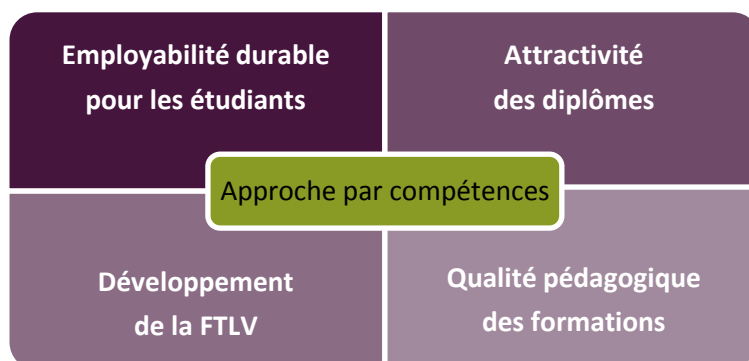 Employabilité durable
pour les étudiants
Attractivité
des diplômes
Approche par compétences
Développement
de la FTLV
Qualité pédagogique
des formations